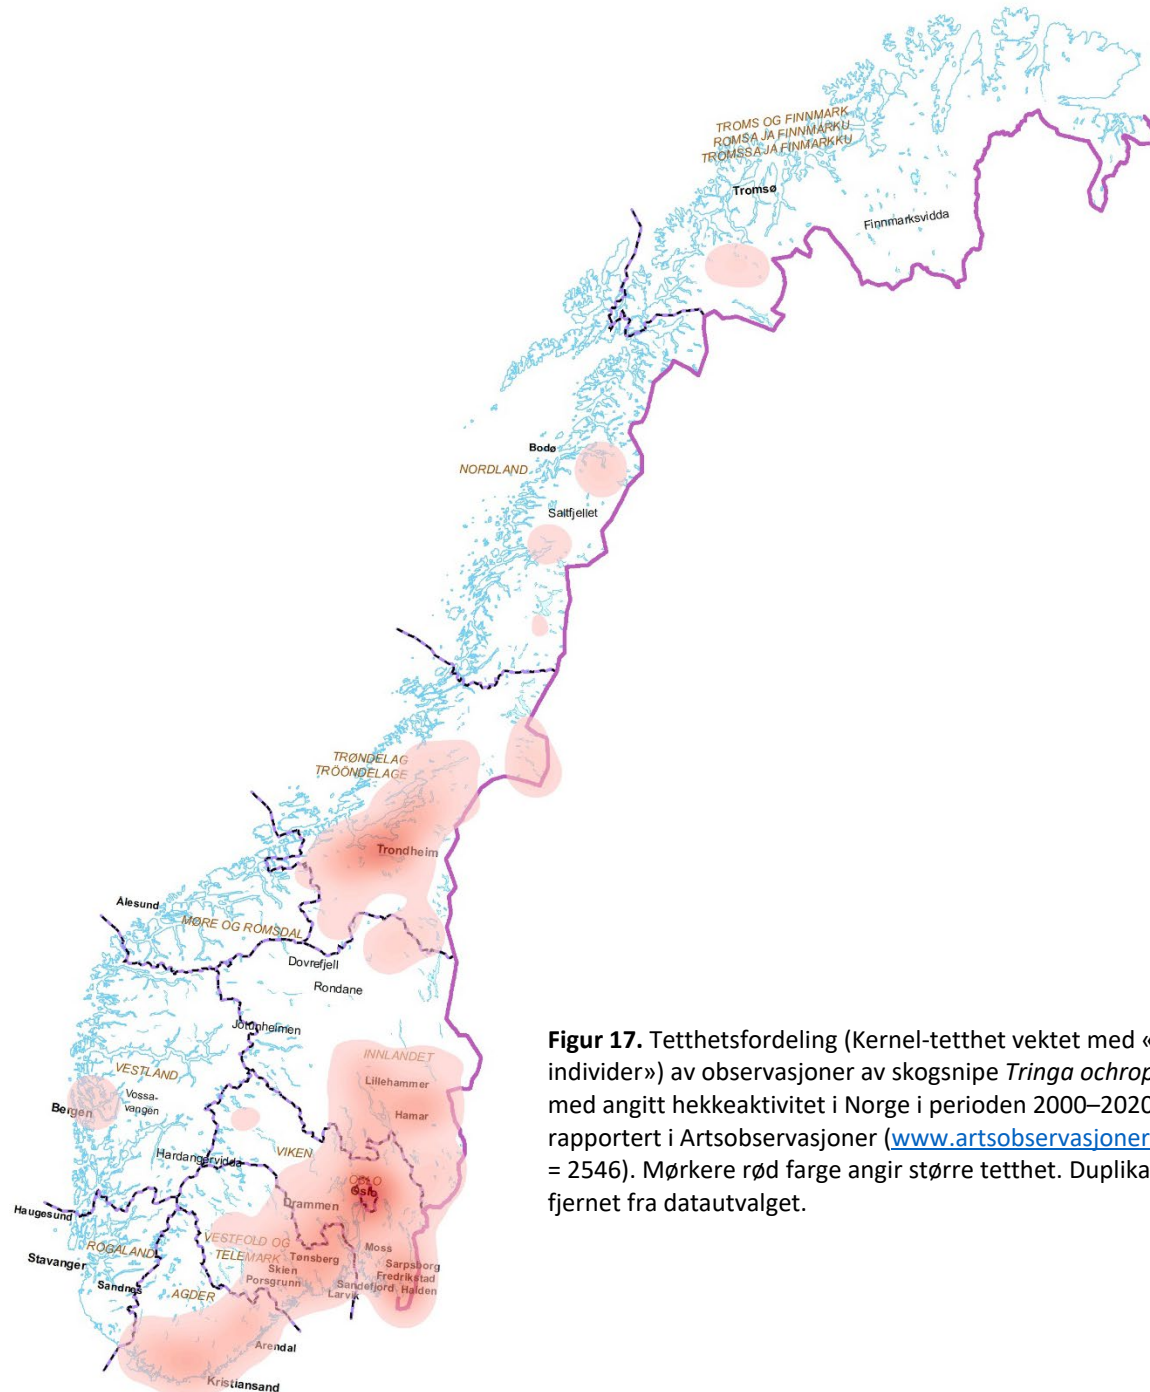 TROMS OG FINNMARK
ROMSA JA FINNMÁRKU
TROMSSA JA FINMARKKU
Tromsø
Finnmarksvidda
Bodø
NORDLAND
Saltfjellet
TRØNDELAG
TRÖÖNDELAGE
Trondheim
Ålesund
MØRE OG ROMSDAL
Dovrefjell
Rondane
Jotunheimen
INNLANDET
VESTLAND
Lillehammer
Vossa-
vangen
Bergen
Hamar
VIKEN
Hardangervidda
OSLO
Oslo
Drammen
Haugesund
ROGALAND
VESTFOLD OG
TELEMARK
Moss
Tønsberg
Stavanger
Skien
Sarpsborg
Porsgrunn
Fredrikstad
Sandnes
Sandefjord
Halden
AGDER
Larvik
Arendal
Kristiansand
Figur 17. Tetthetsfordeling (Kernel-tetthet vektet med «
individer») av observasjoner av skogsnipe Tringa ochrop
med angitt hekkeaktivitet i Norge i perioden 2000–2020
rapportert i Artsobservasjoner (www.artsobservasjoner
= 2546). Mørkere rød farge angir større tetthet. Duplika
fjernet fra datautvalget.